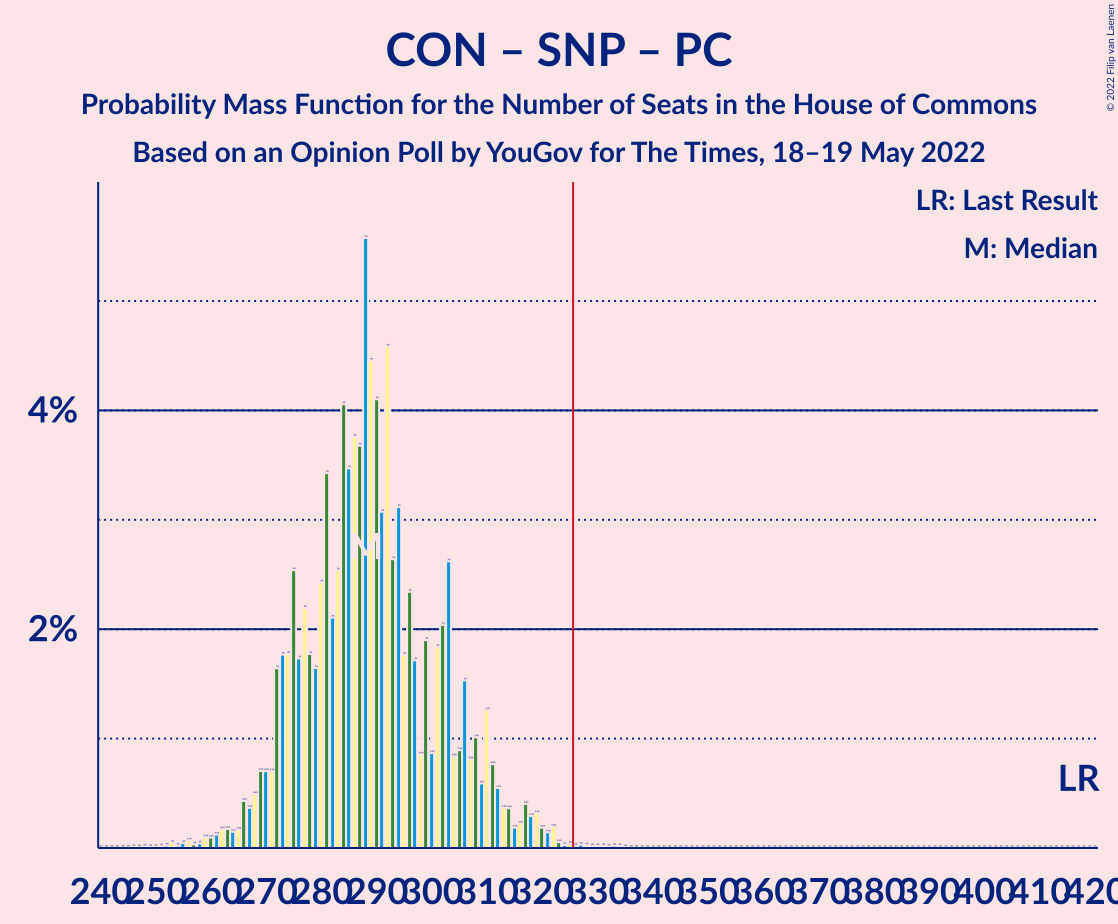 CON – SNP – PC
Probability Mass Function for the Number of Seats in the House of Commons
Based on an Opinion Poll by YouGov for The Times, 18–19 May 2022
© 2022 Filip van Laenen
LR: Last Result
M: Median
4%
2%
M
LR
240 250 260 270 280 290 300 310 320 330 340 350 360 370 380 390 400 410 420